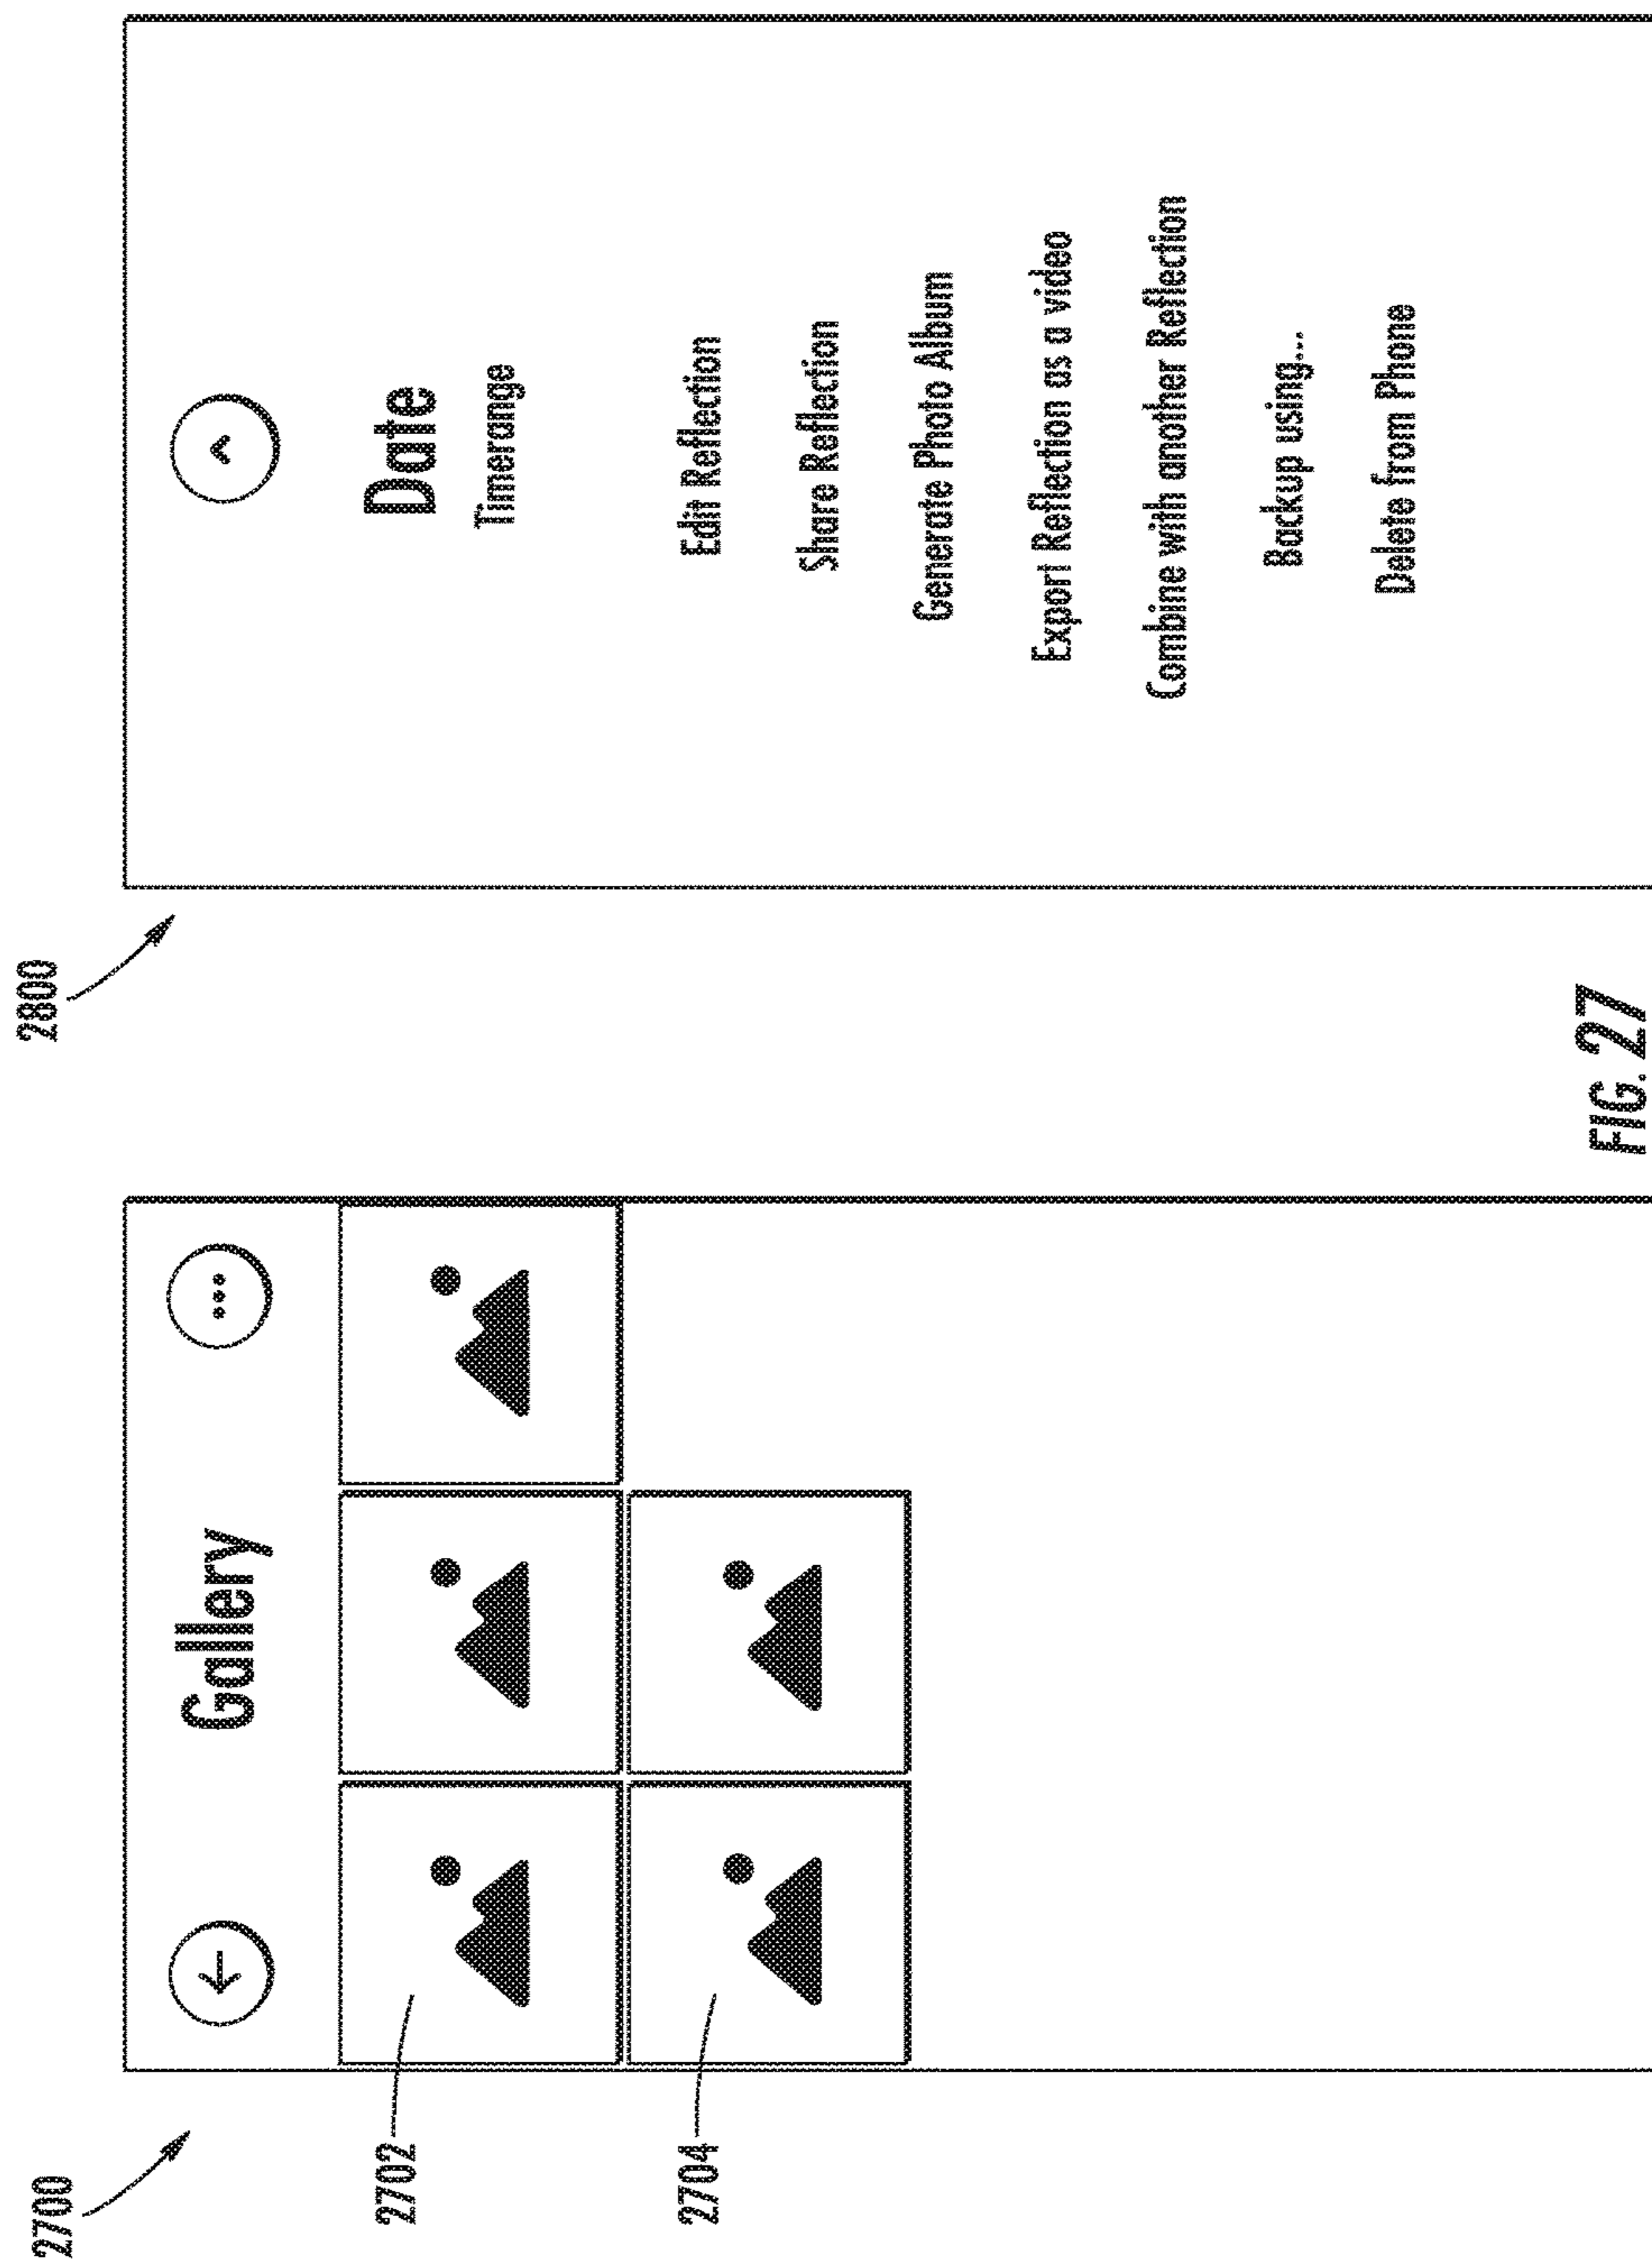 2700
Gallery
...
2702
2704
2800
Date
Timerange
Edit Reflection
Share Reflection
Generate Photo Album
Export Reflection as a video
Combine with another Reflection
Backup using...
Delete from Phone
FIG. 27